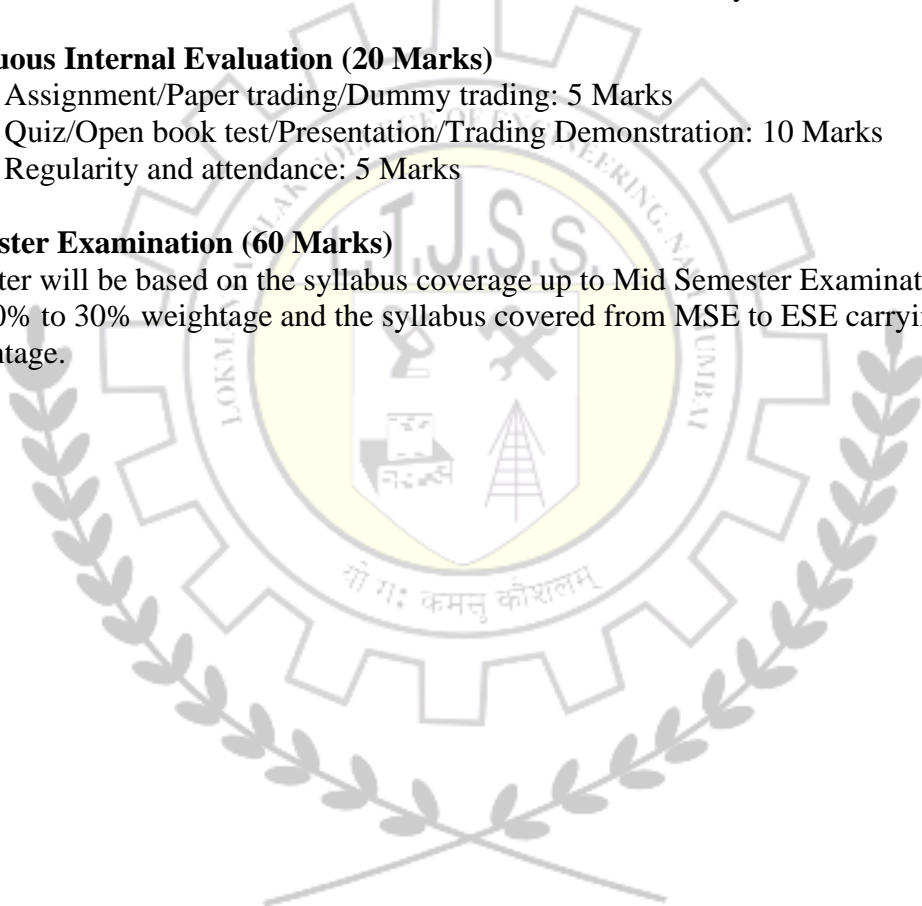 uous Internal Evaluation (20 Marks)
Assignment/Paper trading/Dummy trading: 5 Marks
Quiz/Open book test/Presentation/Trading Demonstration: 10 Marks
Regularity and attendance: 5 Marks
ster Examination (60 Marks)
ter will be based on the syllabus coverage up to Mid Semester Examinat
0% to 30% weightage and the syllabus covered from MSE to ESE carryi
ntage.
L.T.J.S.S.
कौशलम्